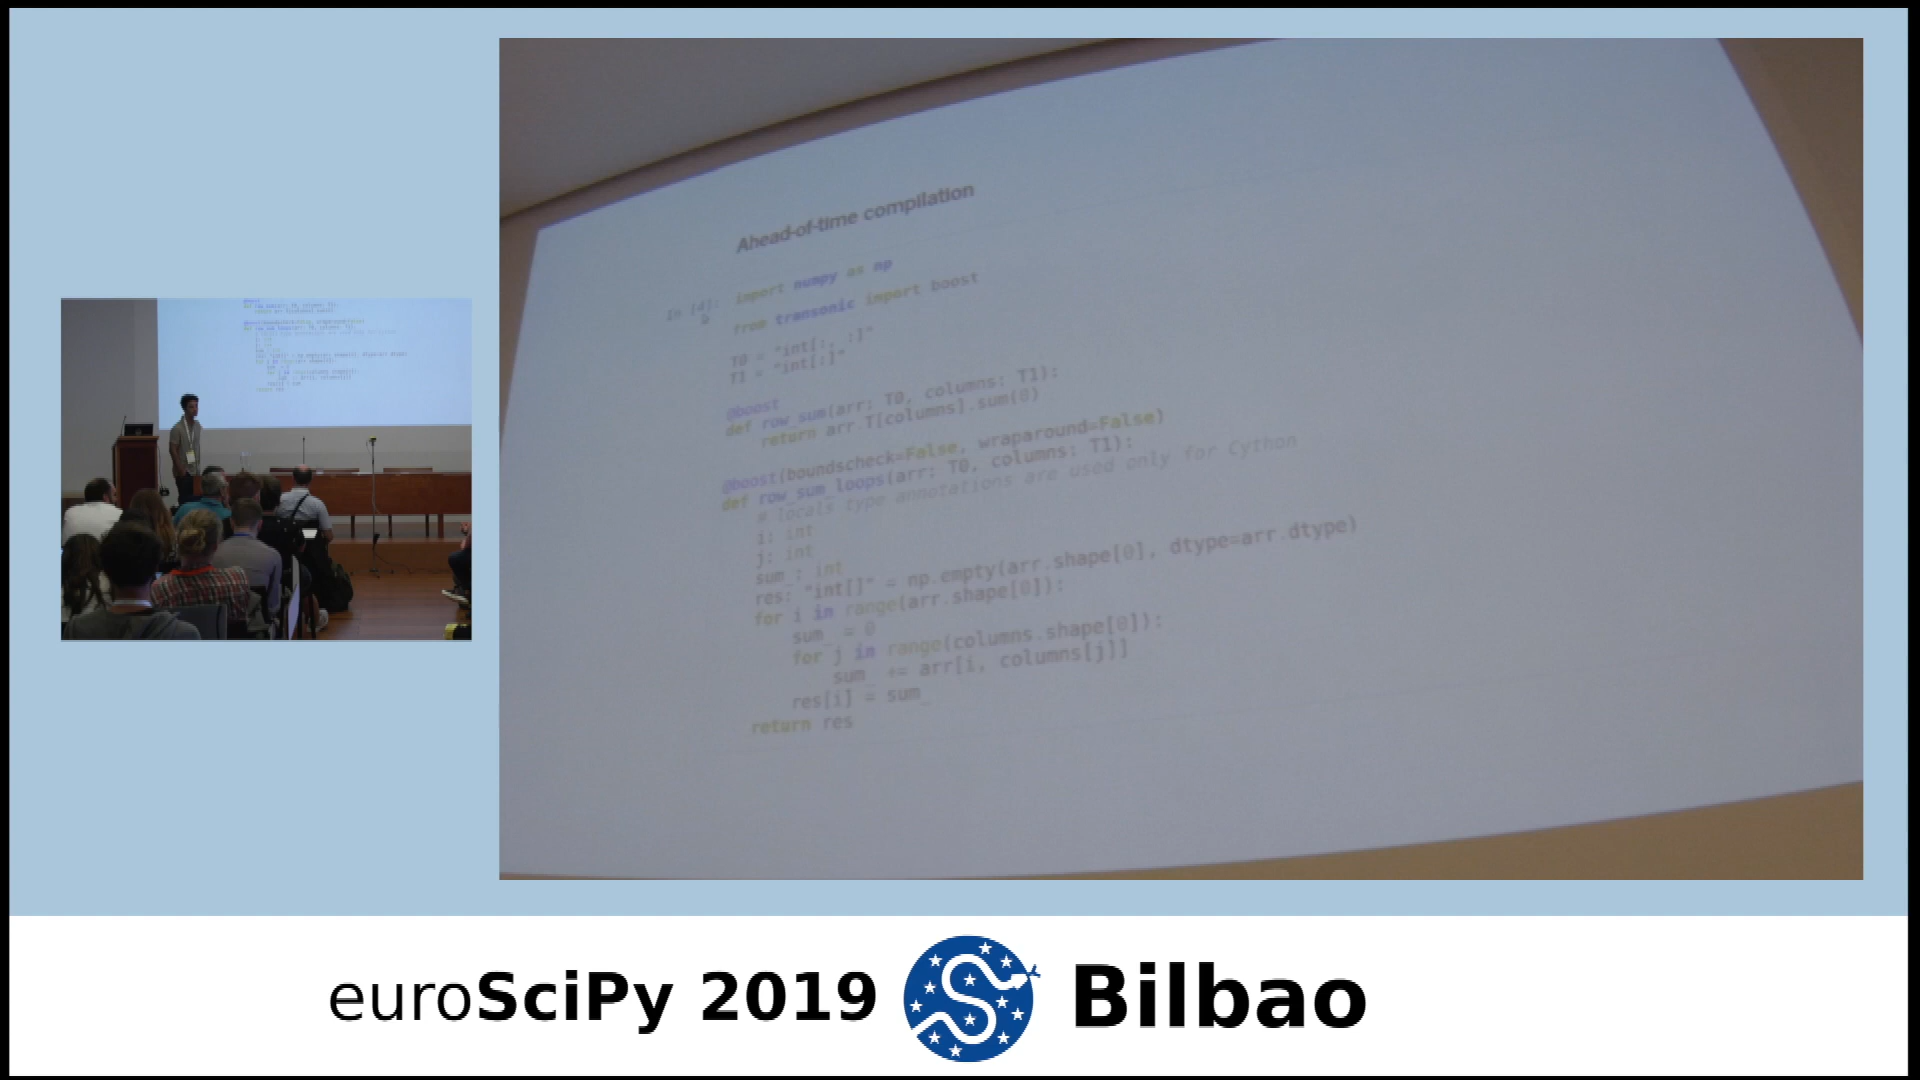 Ahead-of-time compilation
In [4]:
import numpy as np
from transonic import boost
T0 = "int[:, :]"
T1 = "int[:]"
@boost
def row_sum(arr: T0, columns: T1):
return arr.T[columns].sum(0)
@boost(boundscheck=False, wraparound=False)
def row_sum_loops(arr: T0, columns: T1):
# locals type annotations are used only for Cython
i: int
j: int
sum_: int
res: "int[]" = np.empty(arr.shape[0], dtype=arr.dtype)
for i in range(arr.shape[0]):
sum_ = 0
for j in range(columns.shape[0]):
sum_ += arr[i, columns[j]]
res[i] = sum_
return res
euroSciPy 2019 Bilbao